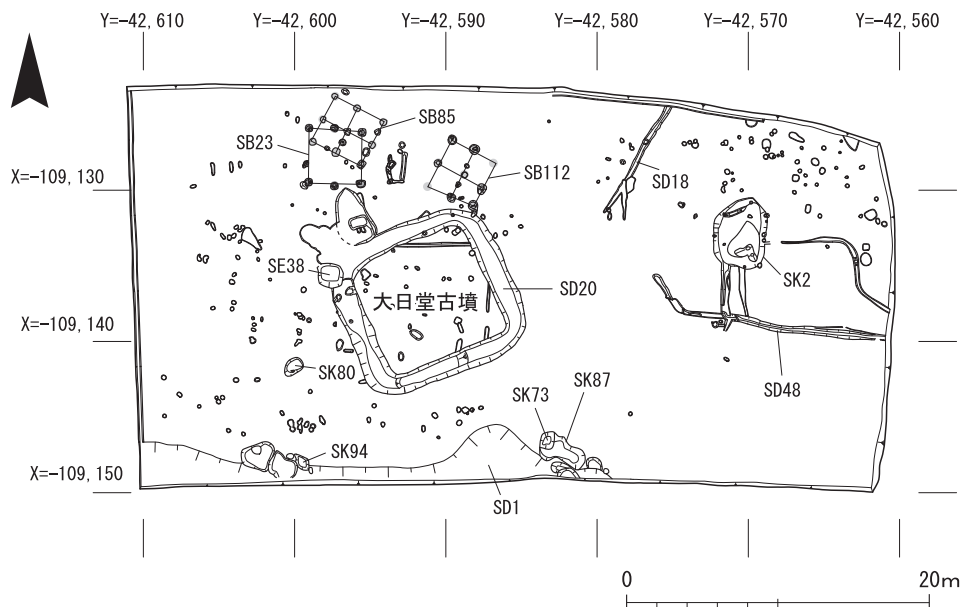 Y=-42,610
Y=-42,600
Y=-42,590
Y=-42,580
Y=-42,570
Y=-42,560
SB85
SB23
SB112
X=-109,130
SD18
SE38
大日堂古墳
SD20
SK2
X=-109,140
SK80
SK73
SK87
SD48
SK94
X=-109,150
SD1
0
20m